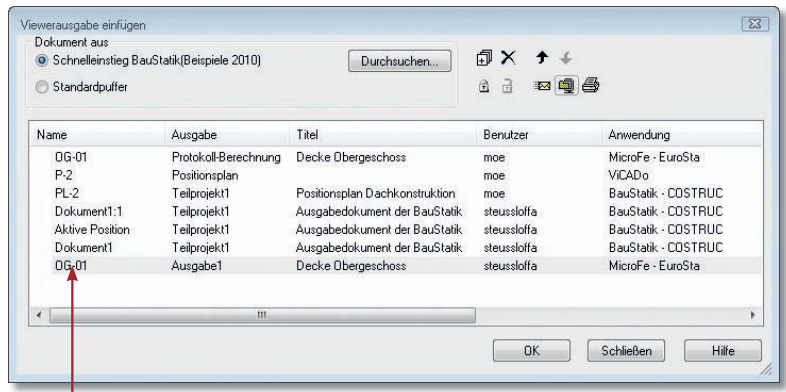 Viewerausgabe einfügen
Dokument aus
Schnelleinstieg BauStatik(Beispiele 2010)
Durchsuchen...
Standardpuffer
Name Ausgabe Titel Benutzer Anwendung
OG-01 Protokoll-Berechnung Decke Obergeschoss moe MicroFe - EuroSta
P-2 Positionsplan moe ViCADo
PL-2 Teilprojekt1 Positionsplan Dachkonstruktion moe BauStatik - COSTRUC
Dokument1:1 Teilprojekt1 Ausgabedokument der BauStatik steussloffa BauStatik - COSTRUC
Aktive Position Teilprojekt1 Ausgabedokument der BauStatik steussloffa BauStatik - COSTRUC
Dokument1 Teilprojekt1 Ausgabedokument der BauStatik steussloffa BauStatik - COSTRUC
OG-01 Ausgabe1 Decke Obergeschoss steussloffa MicroFe - EuroSta
OK Schließen Hilfe